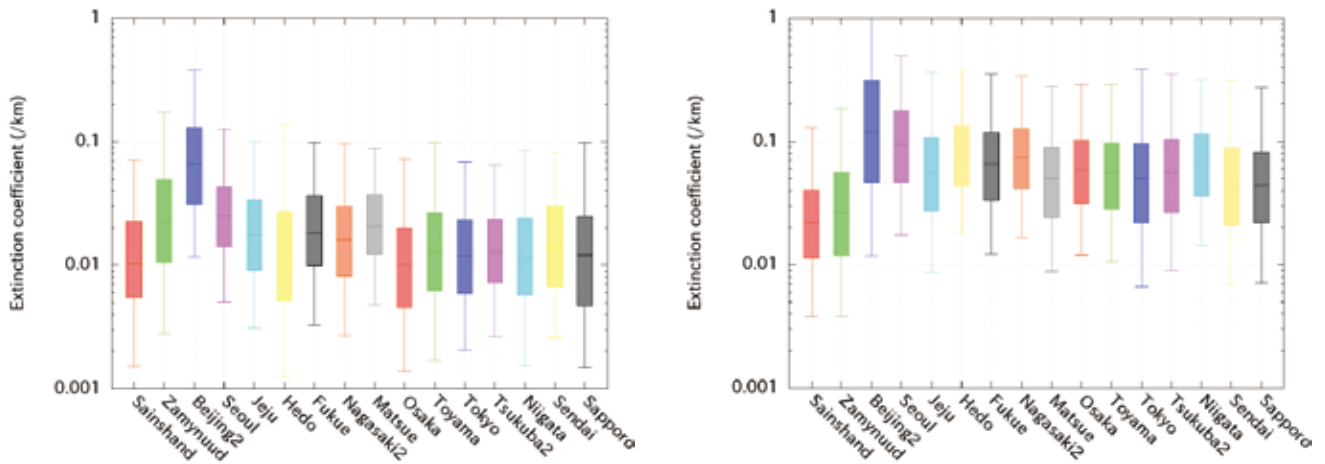 1
0.1
0.01
0.001
Extinction coefficient (/km)
Sainshand
Zamynuud
Beijing2
Seoul
Jeju
Hedo
Fukue
Nagasaki2
Matsue
Osaka
Toyama
Tokyo
Tsukuba2
Niigata
Sendai
Sapporo
1
0.1
0.01
0.001
Extinction coefficient (/km)
Sainshand
Zamynuud
Beijing2
Seoul
Jeju
Hedo
Fukue
Nagasaki2
Matsue
Osaka
Toyama
Tokyo
Tsukuba2
Niigata
Sendai
Sapporo